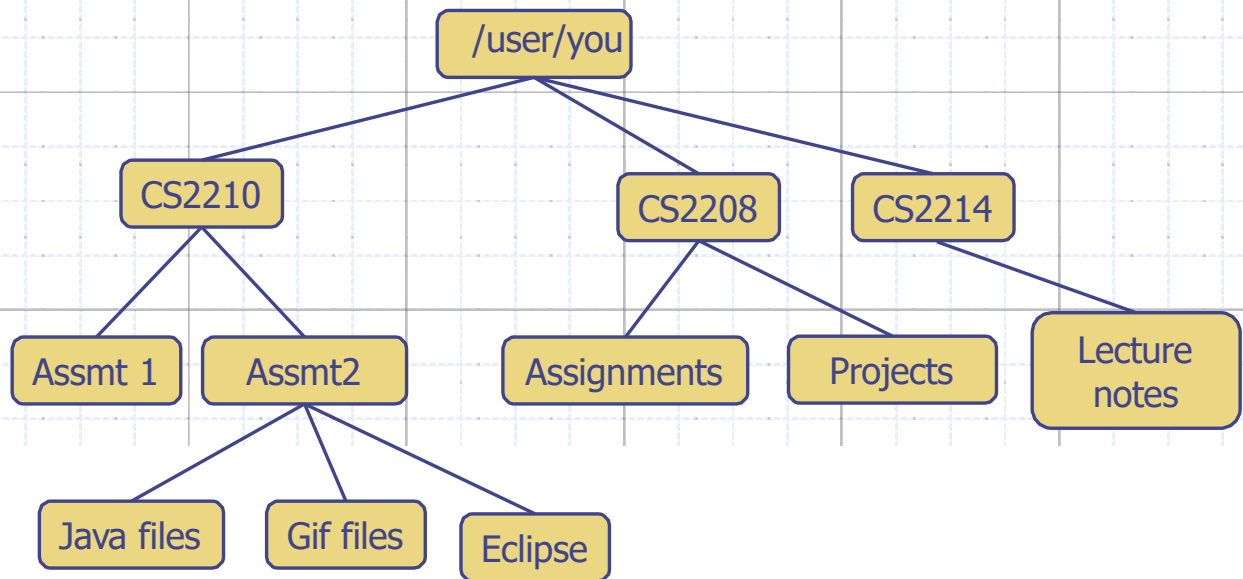 /user/you
CS2210
CS2208
CS2214
Assmt 1
Assmt2
Assignments
Projects
Lecture
notes
Java files
Gif files
Eclipse